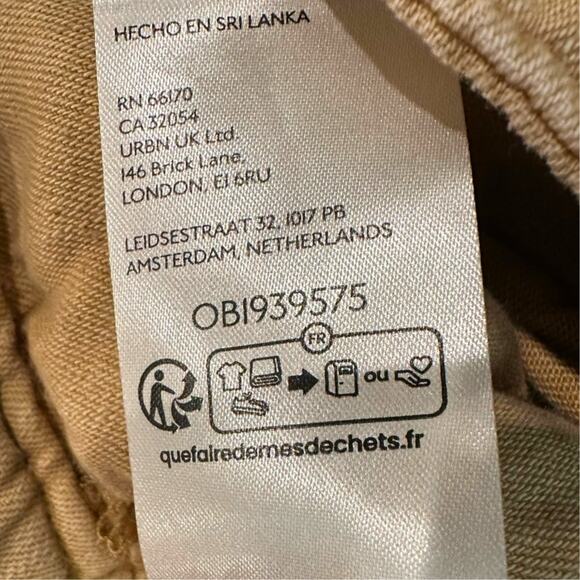 HECHO EN SRI LANKA
RN 66170
CA 32054
URBN UK Ltd.
146 Brick Lane,
LONDON, E1 6RU
LEIDSESTRAAT 32, 1017 PB
AMSTERDAM, NETHERLANDS
OB1939575
FR
ou
quefairedemesdechets.fr